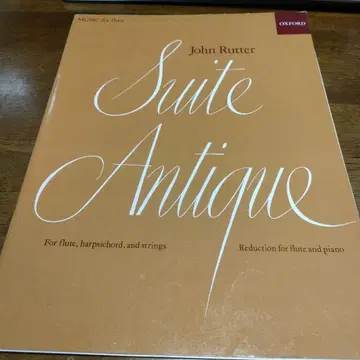 MUSIC for flute
OXFORD
John Rutter
Suite
Antique
For flute, harpsichord, and strings
Reduction for flute and piano